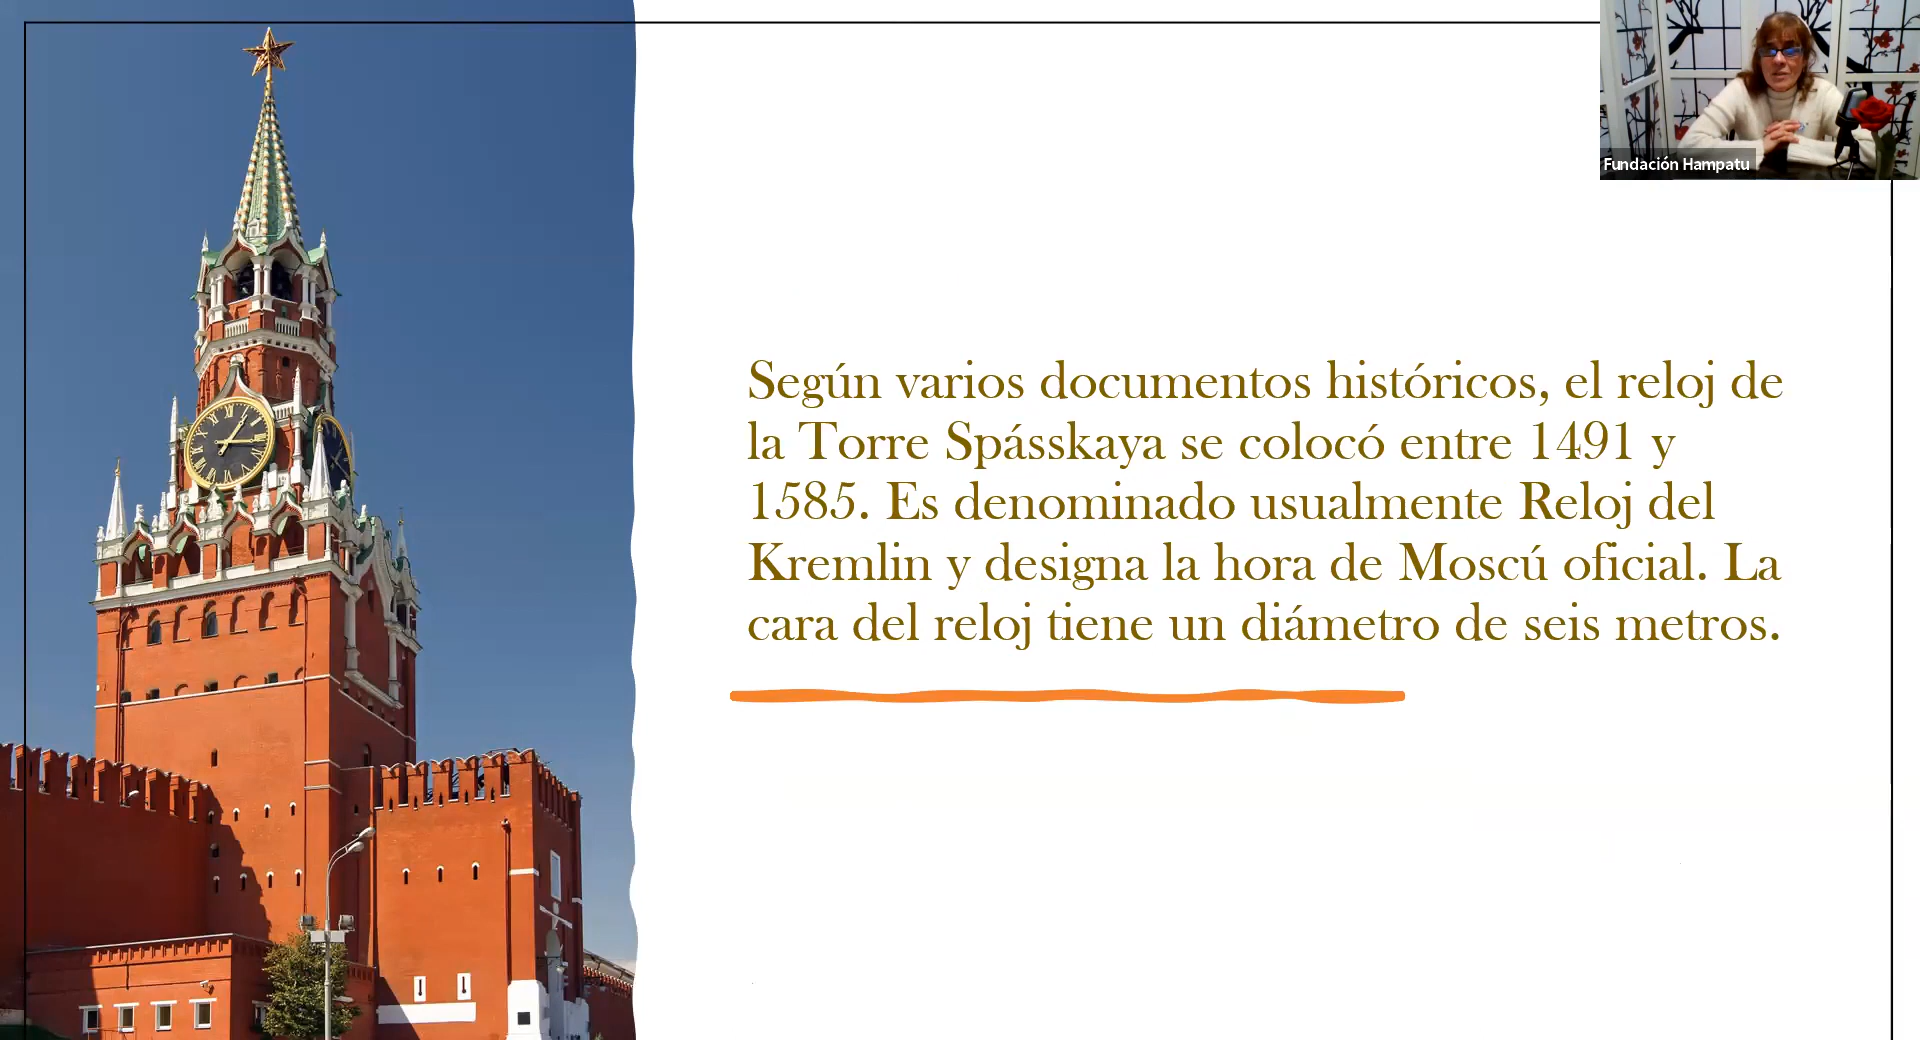 Fundación Hampatu
Según varios documentos históricos, el reloj de
la Torre Spásskaya se colocó entre 1491 y
1585. Es denominado usualmente Reloj del
Kremlin y designa la hora de Moscú oficial. La
cara del reloj tiene un diámetro de seis metros.